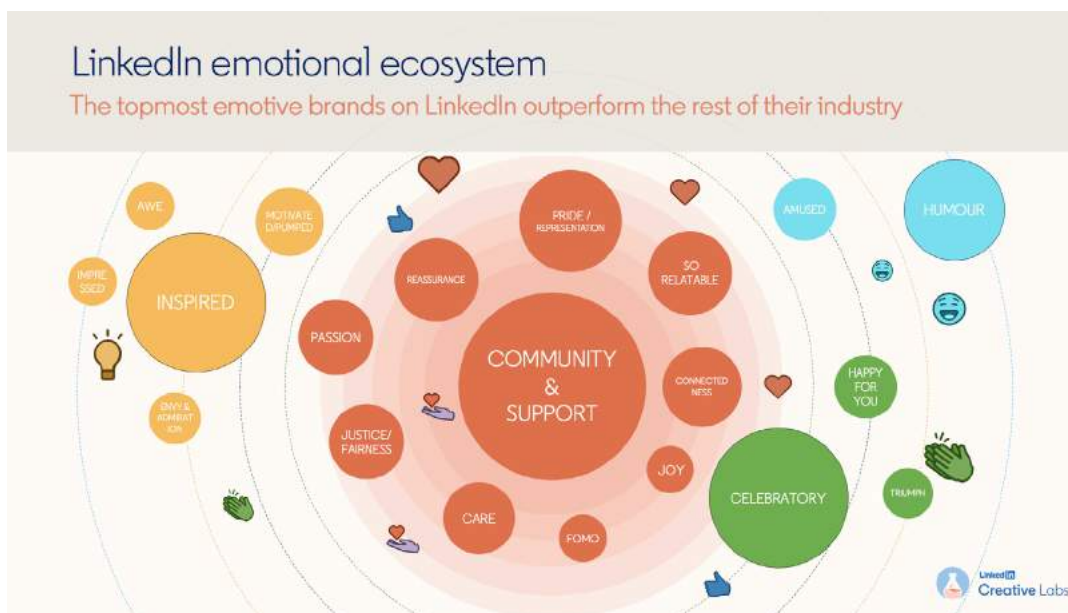 LinkedIn emotional ecosystem
The topmost emotive brands on LinkedIn outperform the rest of their industry
AWE
MOTIVATE
D/PUMPED
IMPRE
SSED
INSPIRED
ENVY &
ADMIRAT
ION
PRIDE /
REPRESENTATION
REASSURANCE
SO
RELATABLE
PASSION
COMMUNITY
&
SUPPORT
CONNECTED
NESS
JUSTICE/
FAIRNESS
JOY
CARE
FOMO
AMUSED
HUMOUR
HAPPY
FOR
YOU
CELEBRATORY
TRIUMPH
Linked in
Creative Labs